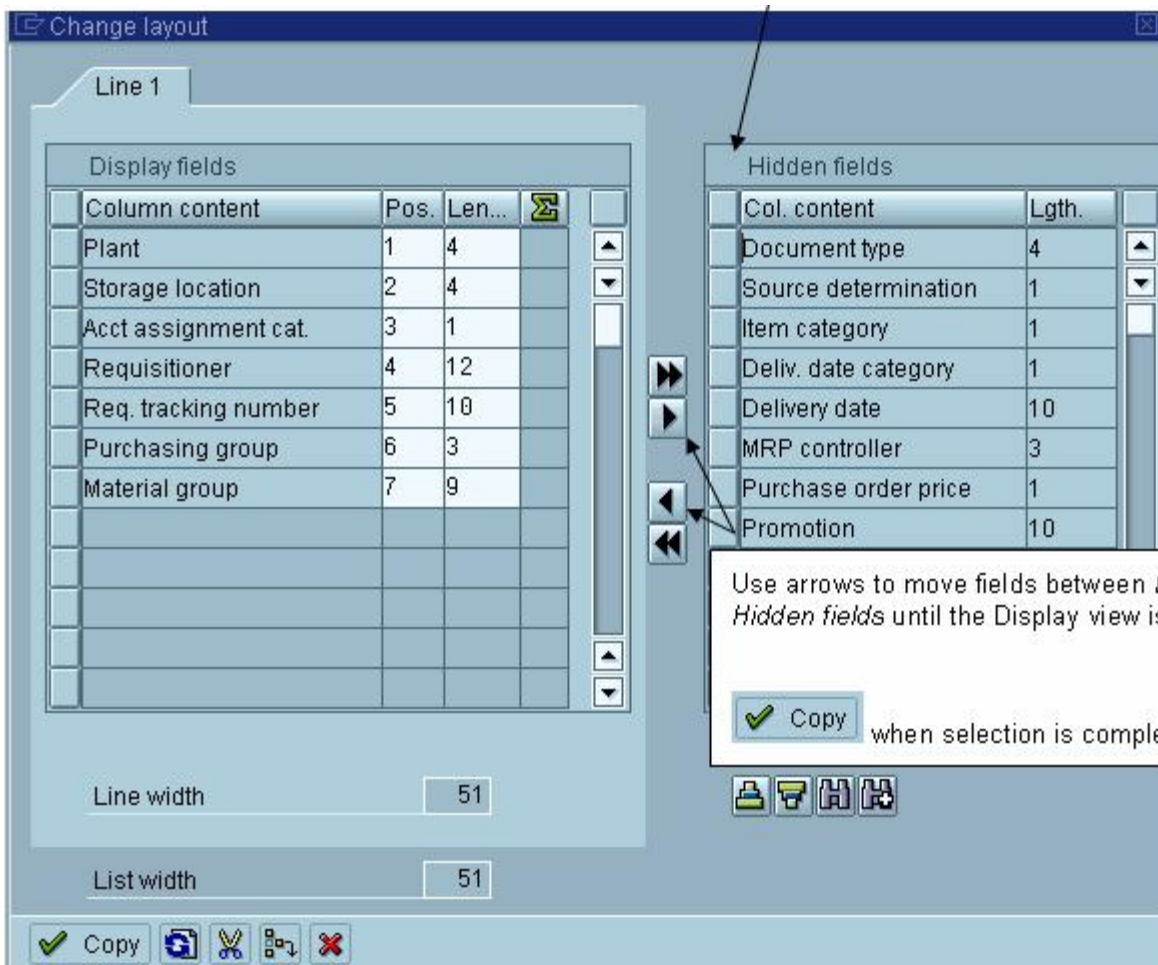 Change layout
Line 1
Display fields
Column content Pos. Len... Σ
Plant 1 4
Storage location 2 4
Acct assignment cat. 3 1
Requisitioner 4 12
Req. tracking number 5 10
Purchasing group 6 3
Material group 7 9
Line width 51
List width 51
Hidden fields
Col. content Lgth.
Document type 4
Source determination 1
Item category 1
Deliv. date category 1
Delivery date 10
MRP controller 3
Purchase order price 1
Promotion 10
Use arrows to move fields between
Hidden fields until the Display view
Copy when selection is
Copy